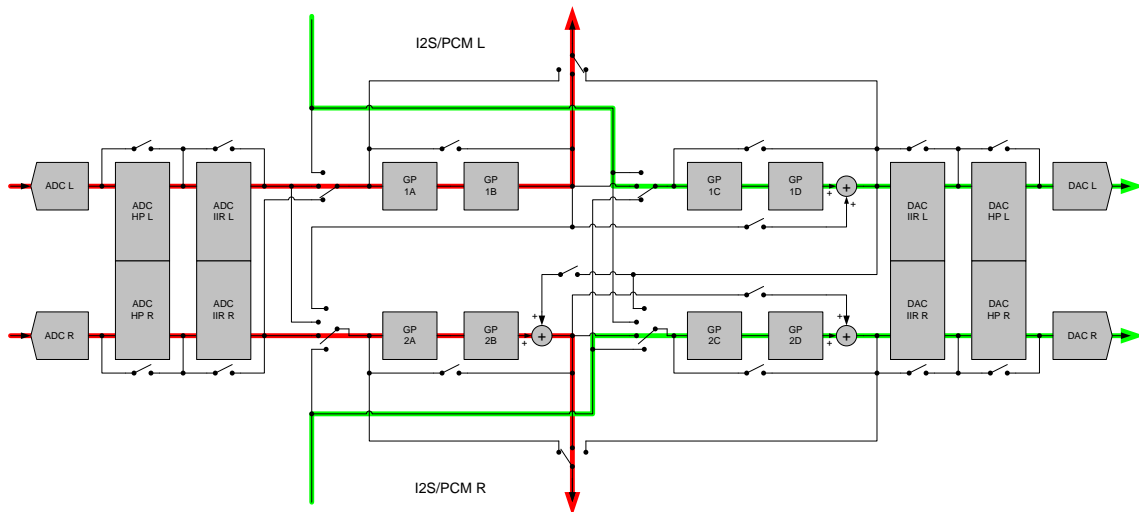 I2S/PCM L
ADC L
ADC
HP L
ADC
IIR L
GP
1A
GP
1B
GP
1C
GP
1D
+
+
+
DAC
IIR L
DAC
HP L
DAC L
ADC R
ADC
HP R
ADC
IIR R
GP
2A
GP
2B
+
+
+
GP
2C
GP
2D
+
+
+
DAC
IIR R
DAC
HP R
DAC R
I2S/PCM R